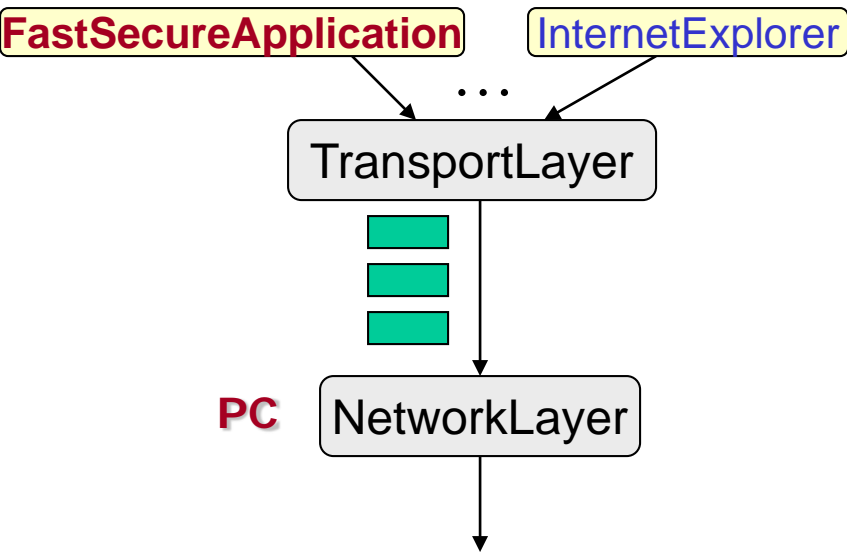 FastSecureApplication
InternetExplorer
...
TransportLayer
PC
NetworkLayer